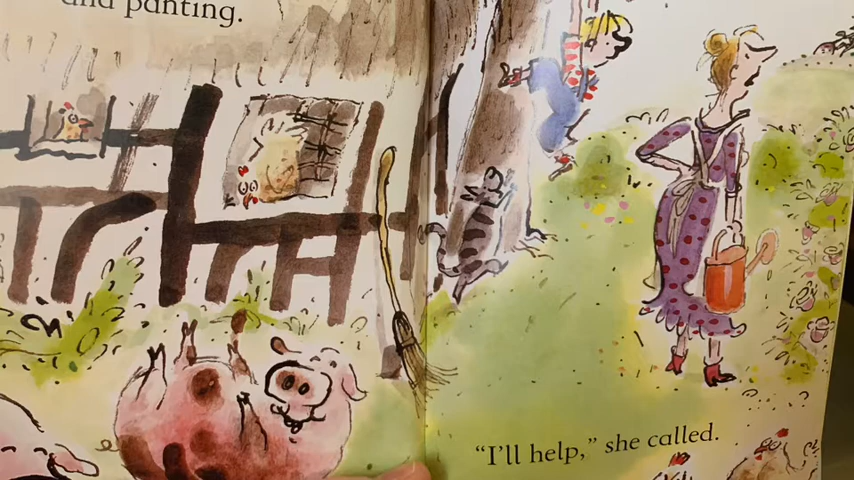 and panting.
“I’ll help,” she called.